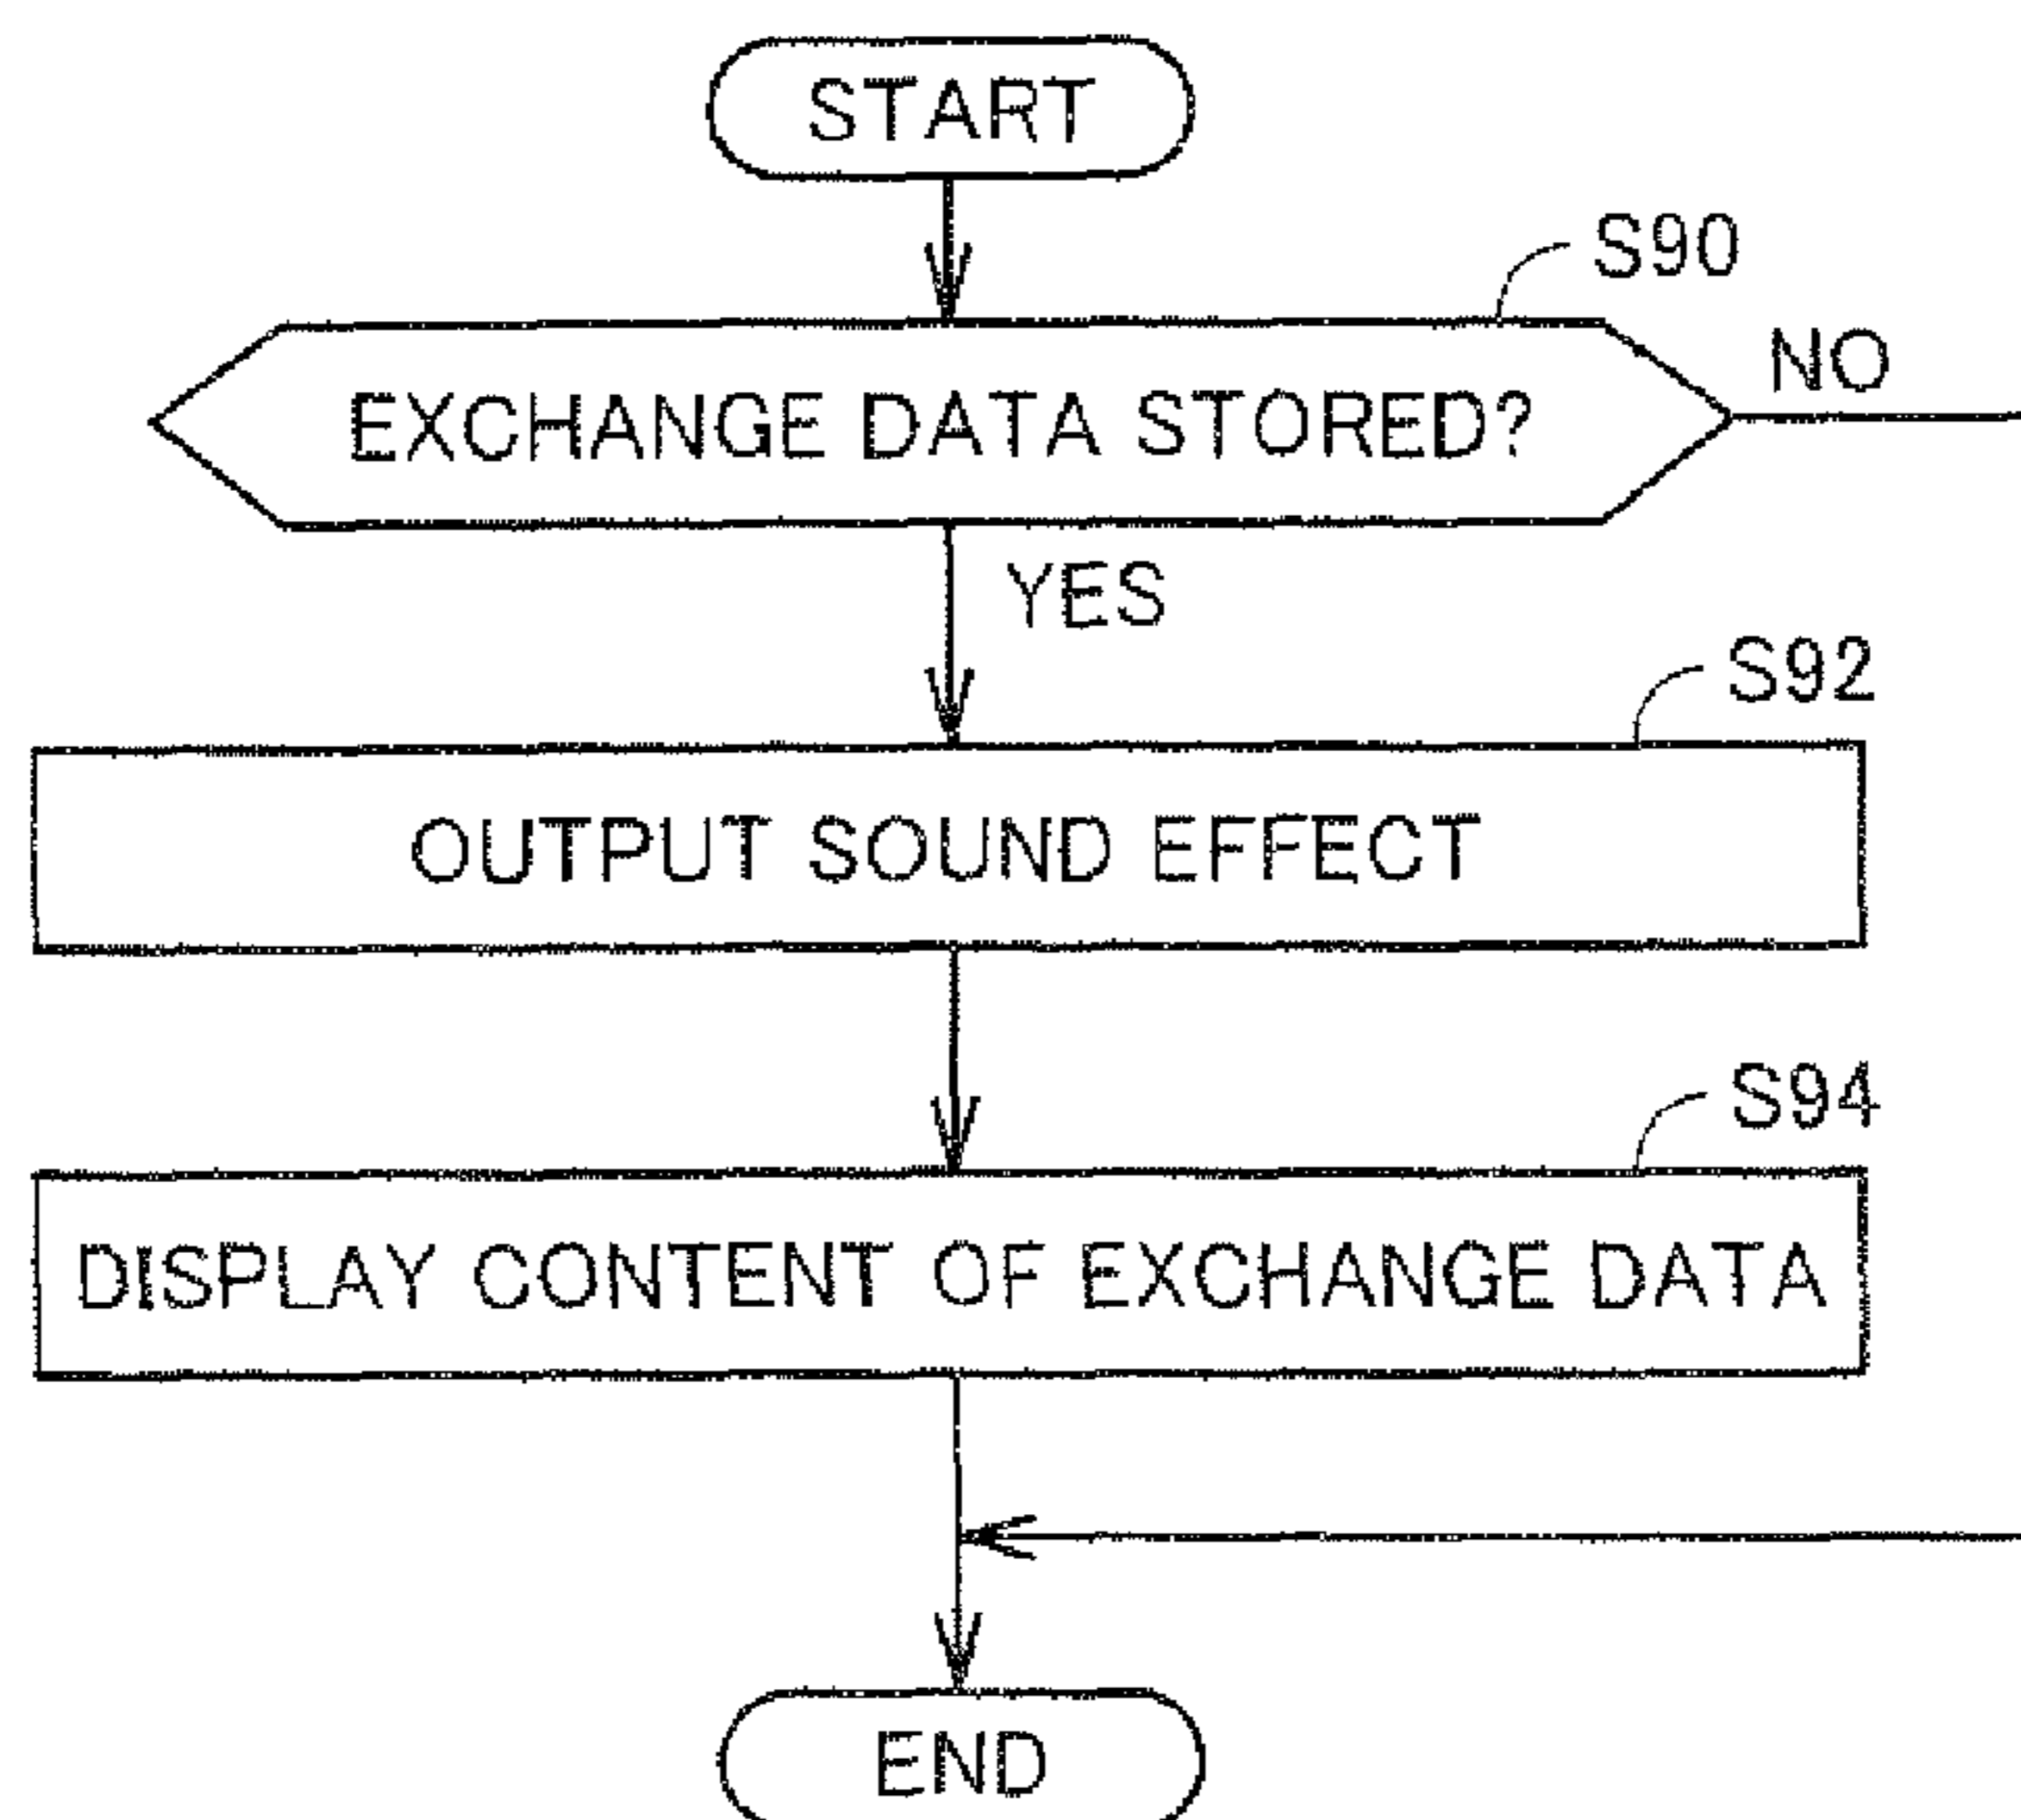 START
S90
EXCHANGE DATA STORED?
NO
YES
S92
OUTPUT SOUND EFFECT
S94
DISPLAY CONTENT OF EXCHANGE DATA
END